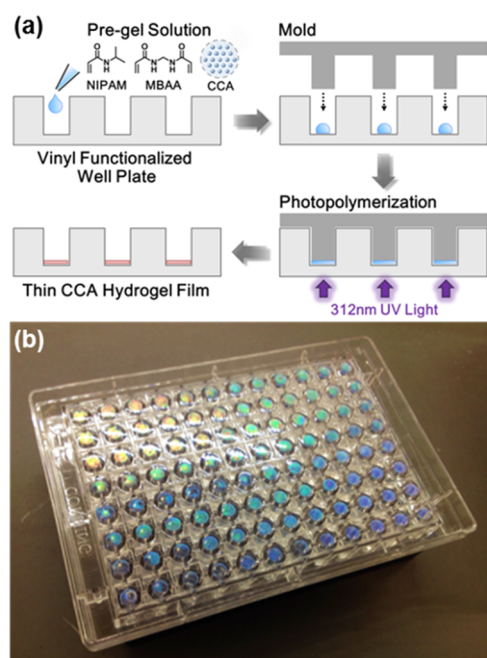 (a)
Pre-gel Solution
NIPAM MBAA CCA
Vinyl Functionalized
Well Plate
Mold
Photopolymerization
312nm UV Light
Thin CCA Hydrogel Film
(b)